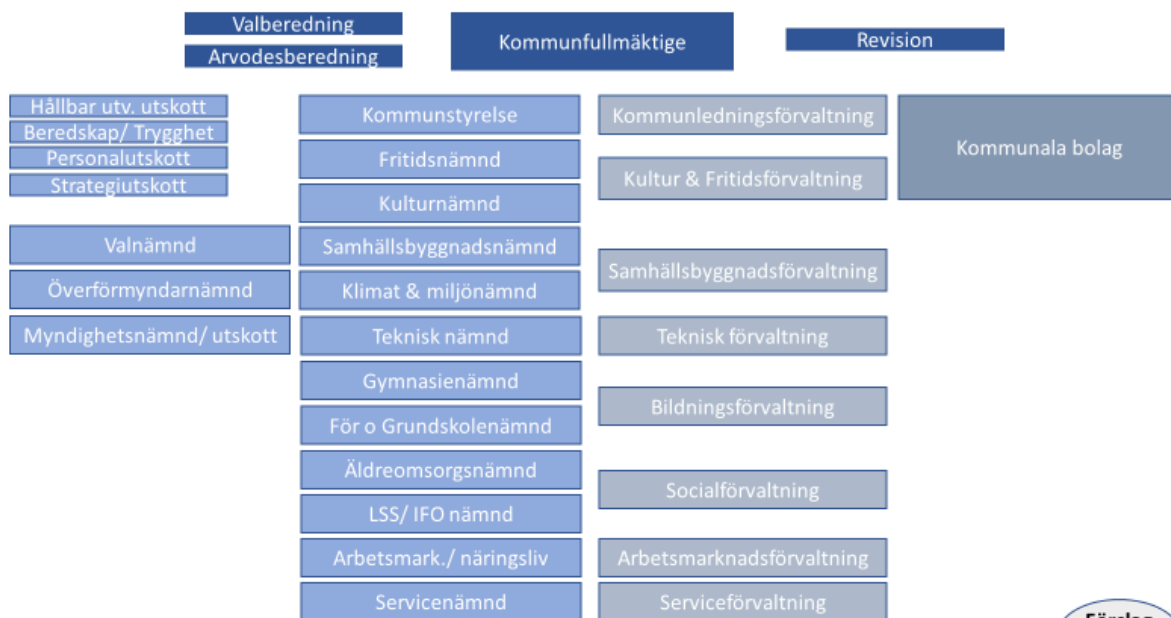 Valberedning
Arvodesberedning
Kommunfullmäktige
Revision
Hållbar utv. utskott
Beredskap/ Trygghet
Personalutskott
Strategiutskott
Valnämnd
Överförmyndarnämnd
Myndighetsnämnd/ utskott
Kommunstyrelse
Fritidsnämnd
Kulturnämnd
Samhällsbyggnadsnämnd
Klimat & miljönämnd
Teknisk nämnd
Gymnasienämnd
För o Grundskolenämnd
Äldreomsorgsnämnd
LSS/ IFO nämnd
Arbetsmark./ näringsliv
Servicenämnd
Kommunledningsförvaltning
Kultur & Fritidsförvaltning
Samhällsbyggnadsförvaltning
Teknisk förvaltning
Bildningsförvaltning
Socialförvaltning
Arbetsmarknadsförvaltning
Serviceförvaltning
Kommunala bolag